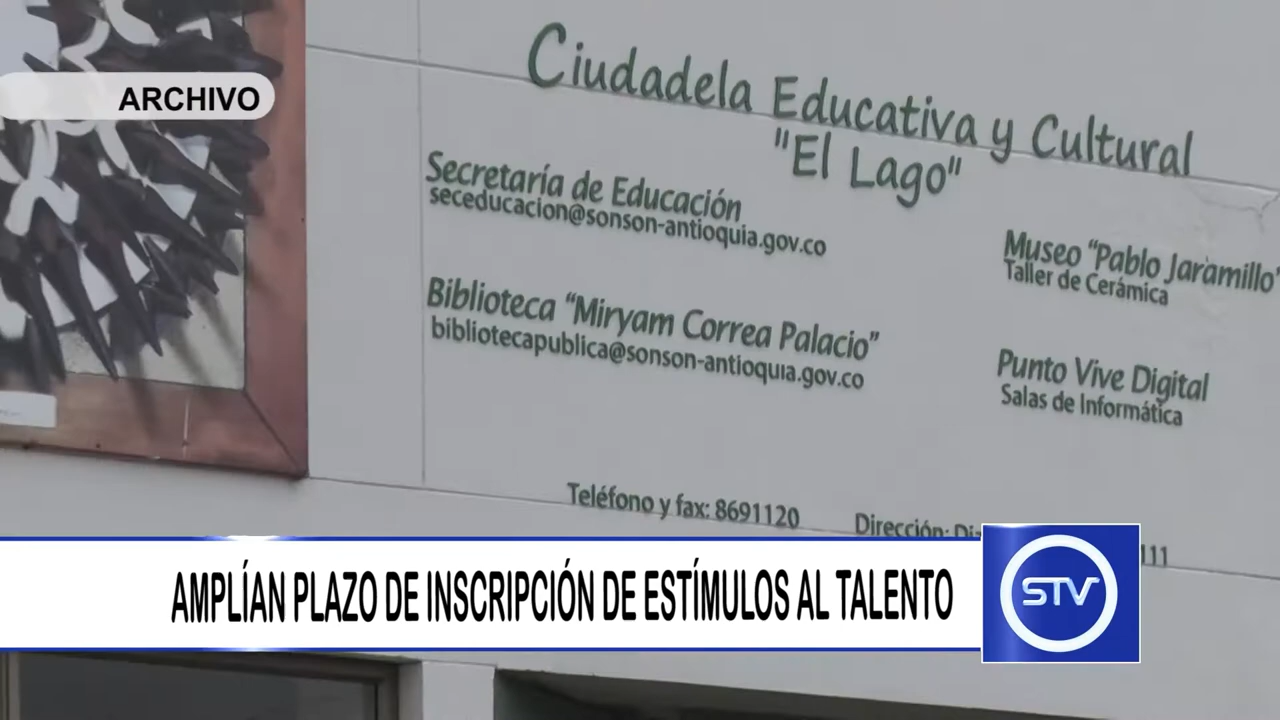 ARCHIVO
Ciudadela Educativa y Cultural
"El Lago"
Secretaría de Educación
seceducacion@sonson-antioquia.gov.co
Biblioteca "Miryam Correa Palacio"
bibliotecapublica@sonson-antioquia.gov.co
Museo "Pablo Jaramillo"
Taller de Cerámica
Punto Vive Digital
Salas de Informática
Teléfono y fax: 8691120
Dirección:
AMPLÍAN PLAZO DE INSCRIPCIÓN DE ESTÍMULOS AL TALENTO
STV